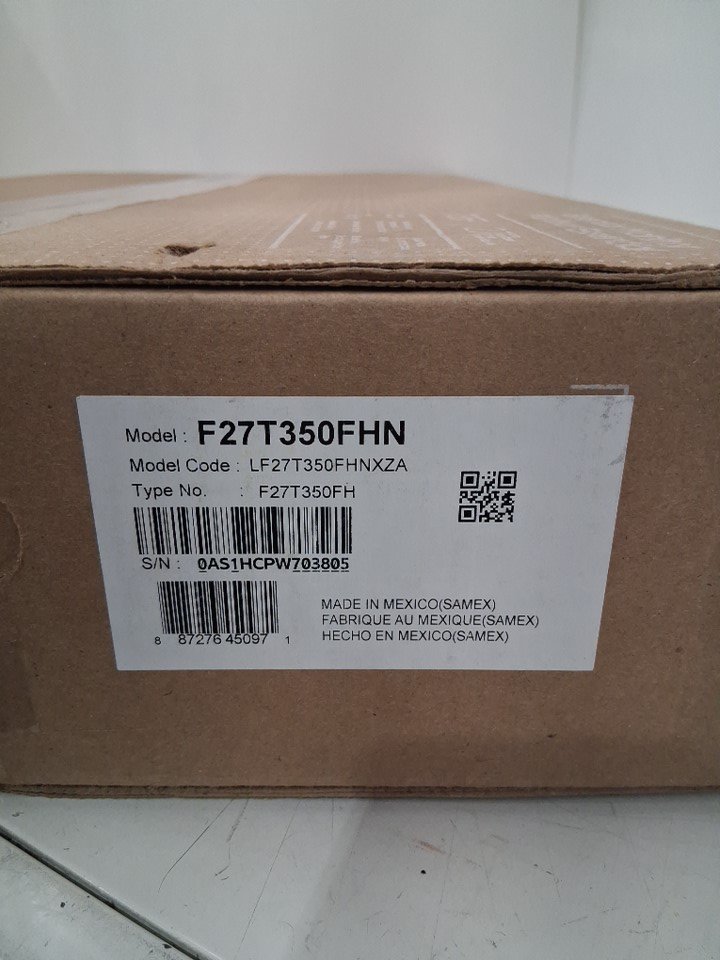 Model : F27T350FHN
Model Code : LF27T350FHNXZA
Type No. : F27T350FH
S/N : 0AS1HCPW703805
8 87276 45097 1
MADE IN MEXICO(SAMEX)
FABRIQUE AU MEXIQUE(SAMEX)
HECHO EN MEXICO(SAMEX)